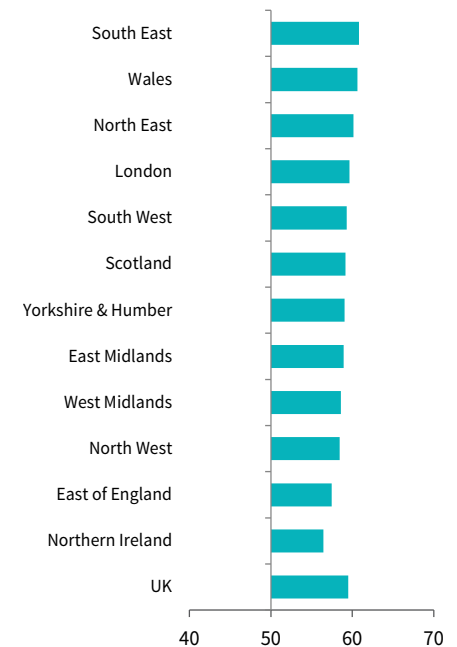 South East
Wales
North East
London
South West
Scotland
Yorkshire & Humber
East Midlands
West Midlands
North West
East of England
Northern Ireland
UK
40 50 60 70